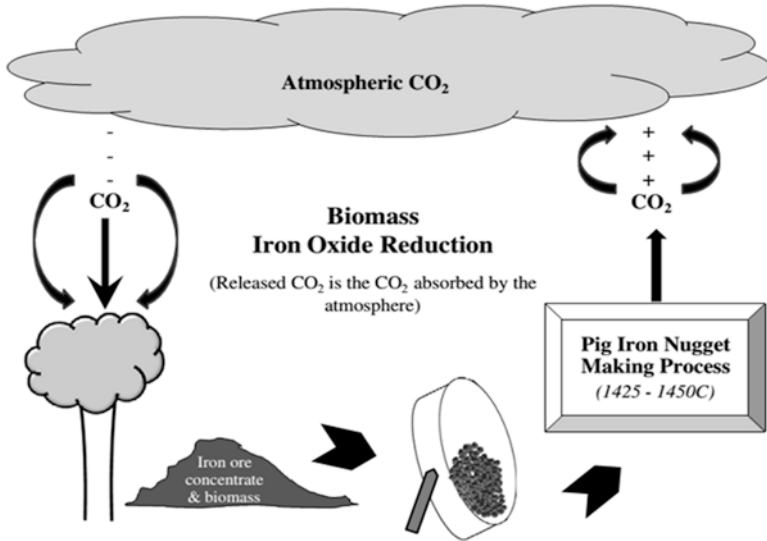 Atmospheric CO₂
-
-
-
CO₂
+
+
+
CO₂
Biomass
Iron Oxide Reduction
(Released CO₂ is the CO₂ absorbed by the
atmosphere)
Pig Iron Nugget
Making Process
(1425 - 1450C)
Iron ore
concentrate
& biomass